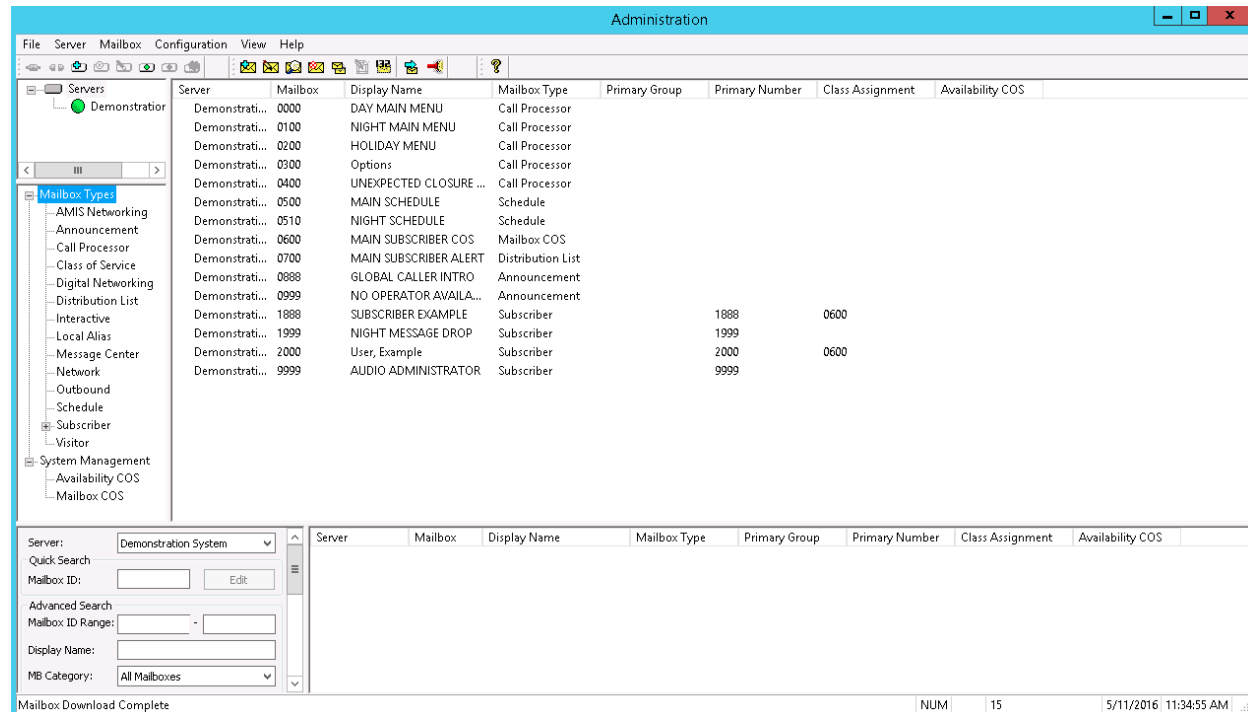 Administration
File Server Mailbox Configuration View Help
Servers
Demonstration
Mailbox Types
AMIS Networking
Announcement
Call Processor
Class of Service
Digital Networking
Distribution List
Interactive
Local Alias
Message Center
Network
Outbound
Schedule
Subscriber
Visitor
System Management
Availability COS
Mailbox COS
Server Mailbox Display Name Mailbox Type Primary Group Primary Number Class Assignment Availability COS
Demonstrati... 0000 DAY MAIN MENU Call Processor
Demonstrati... 0100 NIGHT MAIN MENU Call Processor
Demonstrati... 0200 HOLIDAY MENU Call Processor
Demonstrati... 0300 Options Call Processor
Demonstrati... 0400 UNEXPECTED CLOSURE ... Call Processor
Demonstrati... 0500 MAIN SCHEDULE Schedule
Demonstrati... 0510 NIGHT SCHEDULE Schedule
Demonstrati... 0600 MAIN SUBSCRIBER COS Mailbox COS
Demonstrati... 0700 MAIN SUBSCRIBER ALERT Distribution List
Demonstrati... 0888 GLOBAL CALLER INTRO Announcement
Demonstrati... 0999 NO OPERATOR AVAILA... Announcement
Demonstrati... 1888 SUBSCRIBER EXAMPLE Subscriber 1888 0600
Demonstrati... 1999 NIGHT MESSAGE DROP Subscriber 1999
Demonstrati... 2000 User, Example Subscriber 2000 0600
Demonstrati... 9999 AUDIO ADMINISTRATOR Subscriber 9999
Server: Demonstration System
Quick Search
Mailbox ID: Edit
Advanced Search
Mailbox ID Range: -
Display Name:
MB Category: All Mailboxes
Server Mailbox Display Name Mailbox Type Primary Group Primary Number Class Assignment Availability COS
Mailbox Download Complete NUM 15 5/11/2016 11:34:55 AM